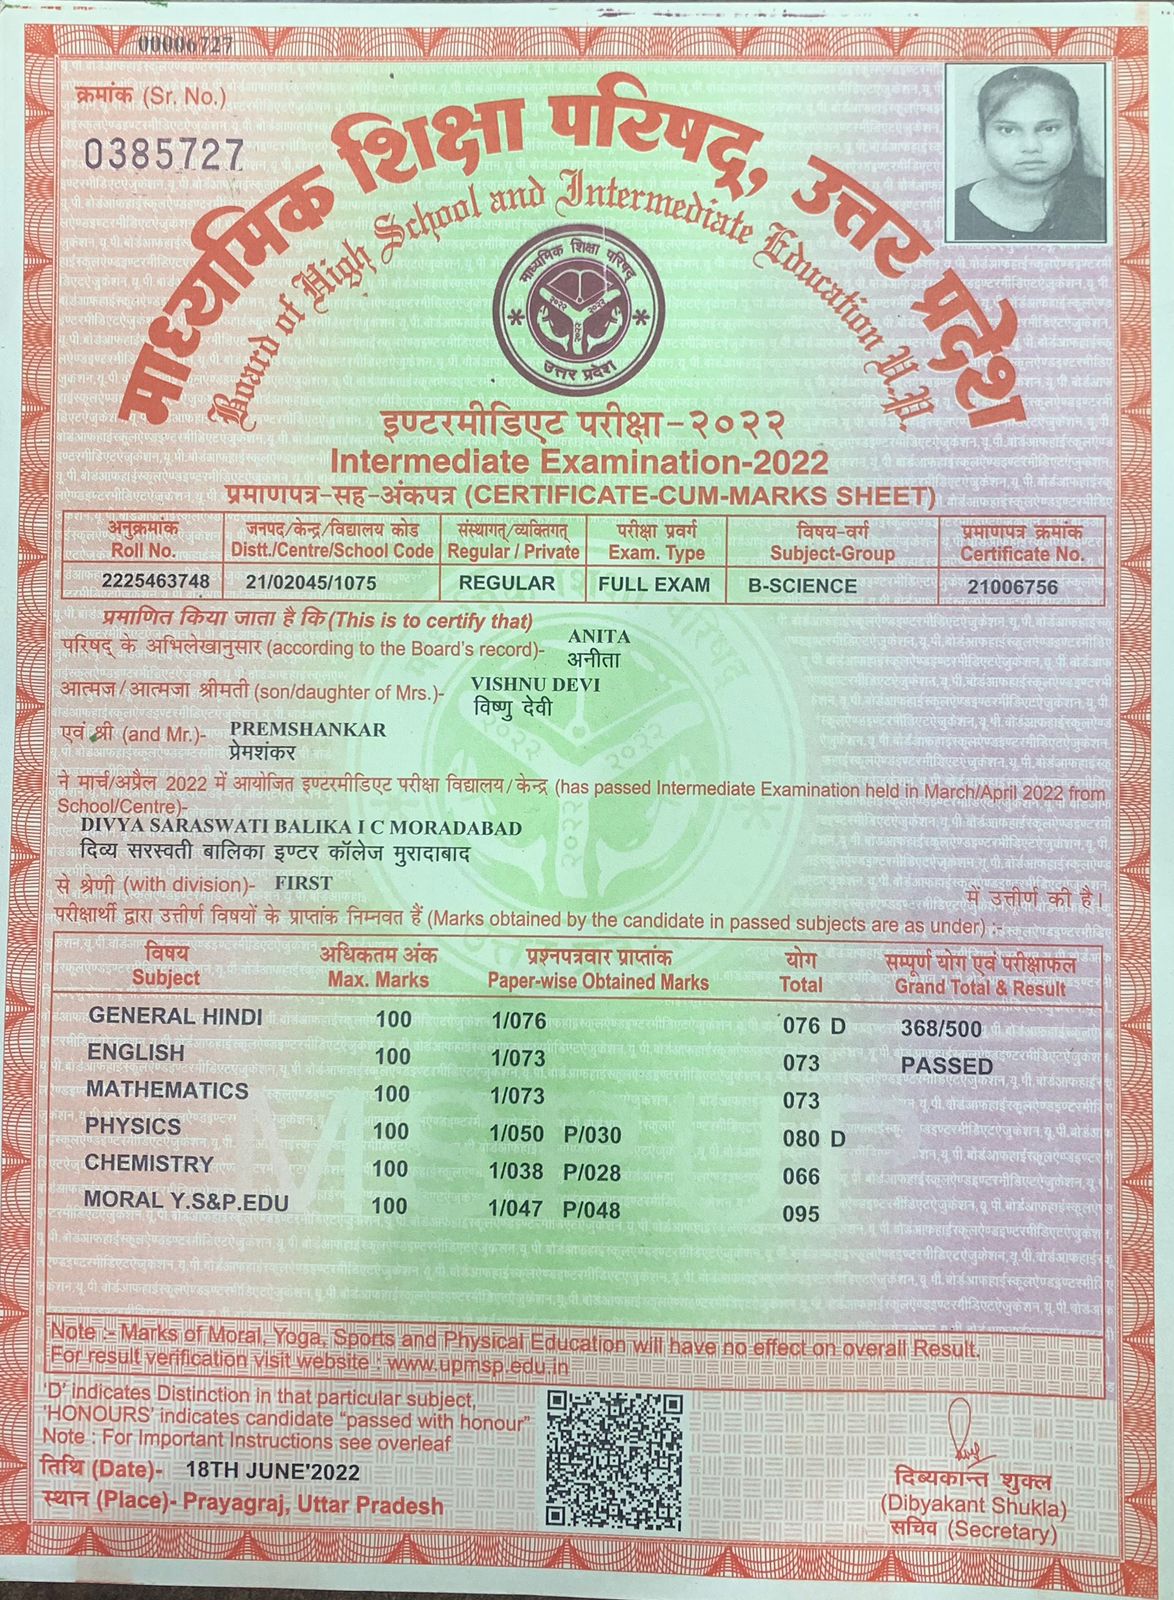 00006727
क्रमांक (Sr. No.)
0385727
माध्यमिक शिक्षा परिषद्, उत्तर प्रदेश
Board of High School and Intermediate Education U.P.
माध्यमिक शिक्षा परिषद्
२०२२ २०२२
२०२२
उत्तर प्रदेश
इण्टरमीडिएट परीक्षा-२०२२
Intermediate Examination-2022
प्रमाणपत्र-सह-अंकपत्र (CERTIFICATE-CUM-MARKS SHEET)
अनुक्रमांक जनपद/केन्द्र/विद्यालय कोड संस्थागत्/व्यक्तिगत् परीक्षा प्रवर्ग विषय-वर्ग प्रमाणपत्र क्रमांक
Roll No. Distt./Centre/School Code Regular / Private Exam. Type Subject-Group Certificate No.
2225463748 21/02045/1075 REGULAR FULL EXAM B-SCIENCE 21006756
प्रमाणित किया जाता है कि (This is to certify that)
ANITA
परिषद् के अभिलेखानुसार (according to the Board's record)- अनीता
आत्मज/आत्मजा श्रीमती (son/daughter of Mrs.)- VISHNU DEVI
विष्णु देवी
एवं श्री (and Mr.)- PREMSHANKAR
प्रेमशंकर
ने मार्च/अप्रैल 2022 में आयोजित इण्टरमीडिएट परीक्षा विद्यालय/केन्द्र (has passed Intermediate Examination held in March/April 2022 from
School/Centre)-
DIVYA SARASWATI BALIKA I C MORADABAD
दिव्य सरस्वती बालिका इण्टर कॉलेज मुरादाबाद
से श्रेणी (with division)- FIRST में उत्तीर्ण की है।
परीक्षार्थी द्वारा उत्तीर्ण विषयों के प्राप्तांक निम्नवत हैं (Marks obtained by the candidate in passed subjects are as under) :-
विषय अधिकतम अंक प्रश्नपत्रवार प्राप्तांक योग सम्पूर्ण योग एवं परीक्षाफल
Subject Max. Marks Paper-wise Obtained Marks Total Grand Total & Result
GENERAL HINDI 100 1/076 076 D 368/500
ENGLISH 100 1/073 073 PASSED
MATHEMATICS 100 1/073 073
PHYSICS 100 1/050 P/030 080 D
CHEMISTRY 100 1/038 P/028 066
MORAL Y.S&P.EDU 100 1/047 P/048 095
Note :- Marks of Moral, Yoga, Sports and Physical Education will have no effect on overall Result.
For result verification visit website : www.upmsp.edu.in
'D' indicates Distinction in that particular subject,
'HONOURS' indicates candidate "passed with honour"
Note : For Important Instructions see overleaf
तिथि (Date)- 18TH JUNE'2022
स्थान (Place)- Prayagraj, Uttar Pradesh
दिब्यकान्त शुक्ल
(Dibyakant Shukla)
सचिव (Secretary)